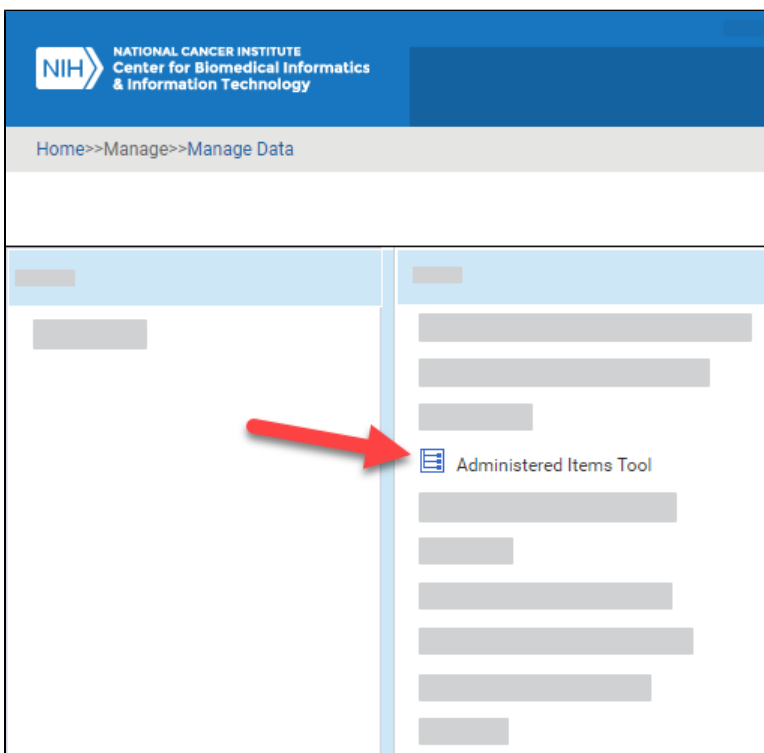 NIH
NATIONAL CANCER INSTITUTE
Center for Biomedical Informatics
& Information Technology
Home>>Manage>>Manage Data
Administered Items Tool